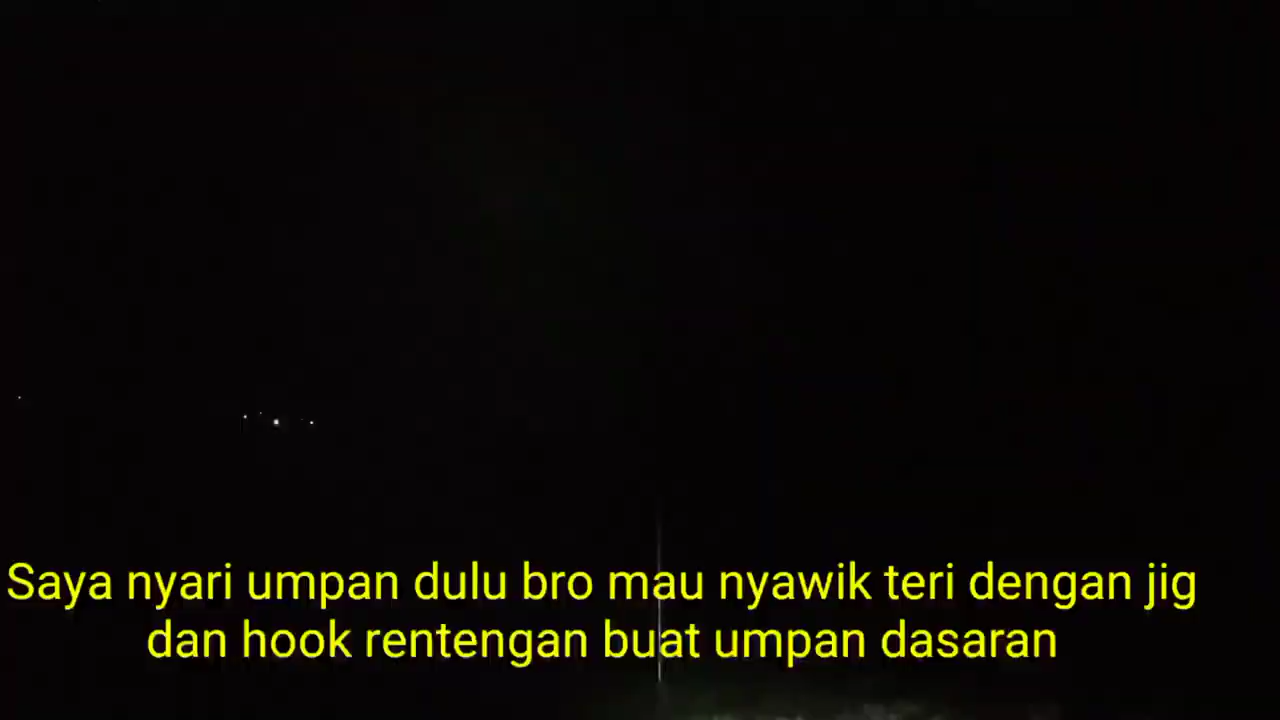 Saya nyari umpan dulu bro mau nyawik teri dengan jig
dan hook rentengan buat umpan dasaran